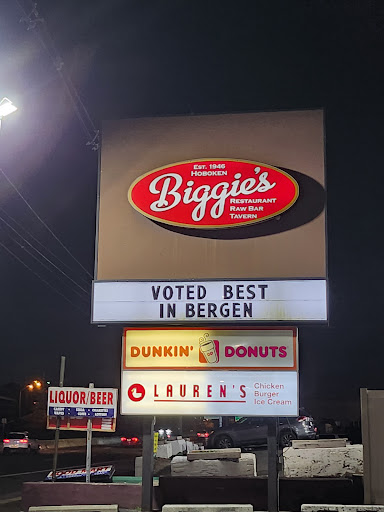 EST. 1946
HOBOKEN
Biggie's
RESTAURANT
RAW BAR
TAVERN
VOTED BEST
IN BERGEN
DUNKIN' DONUTS
LAUREN'S
Chicken
Burger
Ice Cream
LIQUOR/BEER